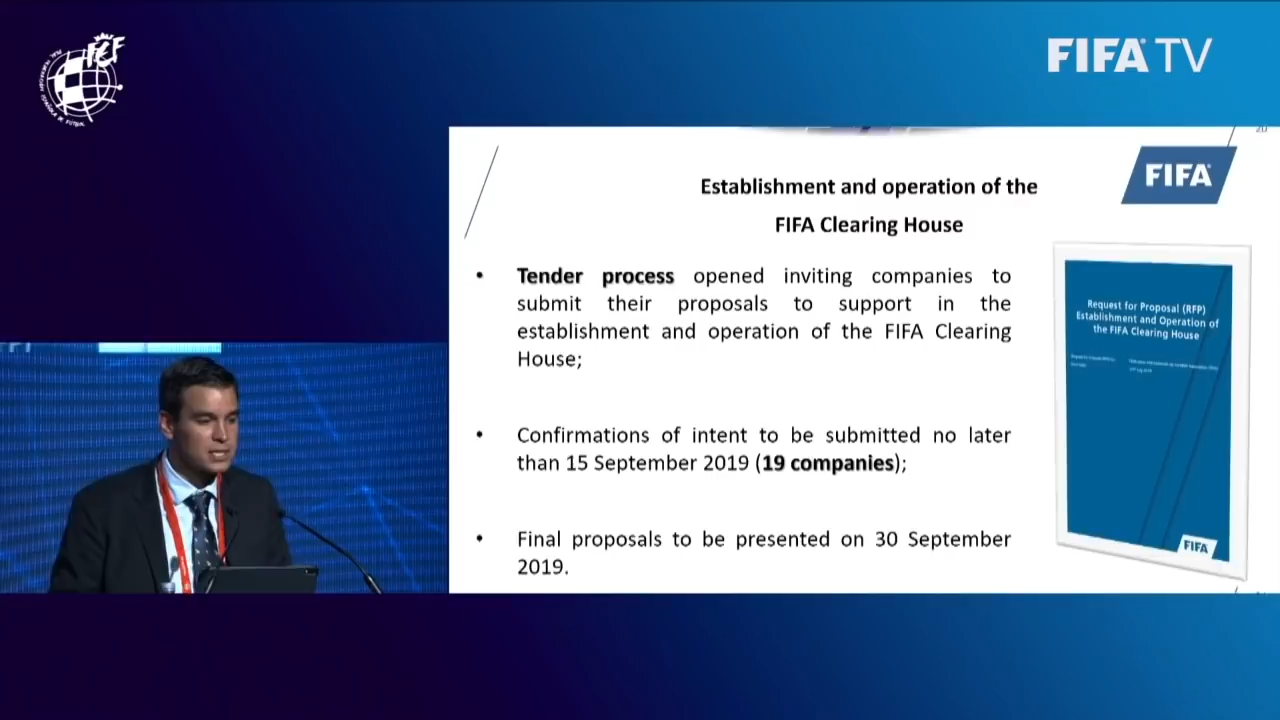 FIFA TV
Establishment and operation of the
FIFA Clearing House
FIFA
• Tender process opened inviting companies to
submit their proposals to support in the
establishment and operation of the FIFA Clearing
House;
• Confirmations of intent to be submitted no later
than 15 September 2019 (19 companies);
• Final proposals to be presented on 30 September
2019.
Request for Proposal (RFP)
Establishment and Operation of
the FIFA Clearing House
FIFA